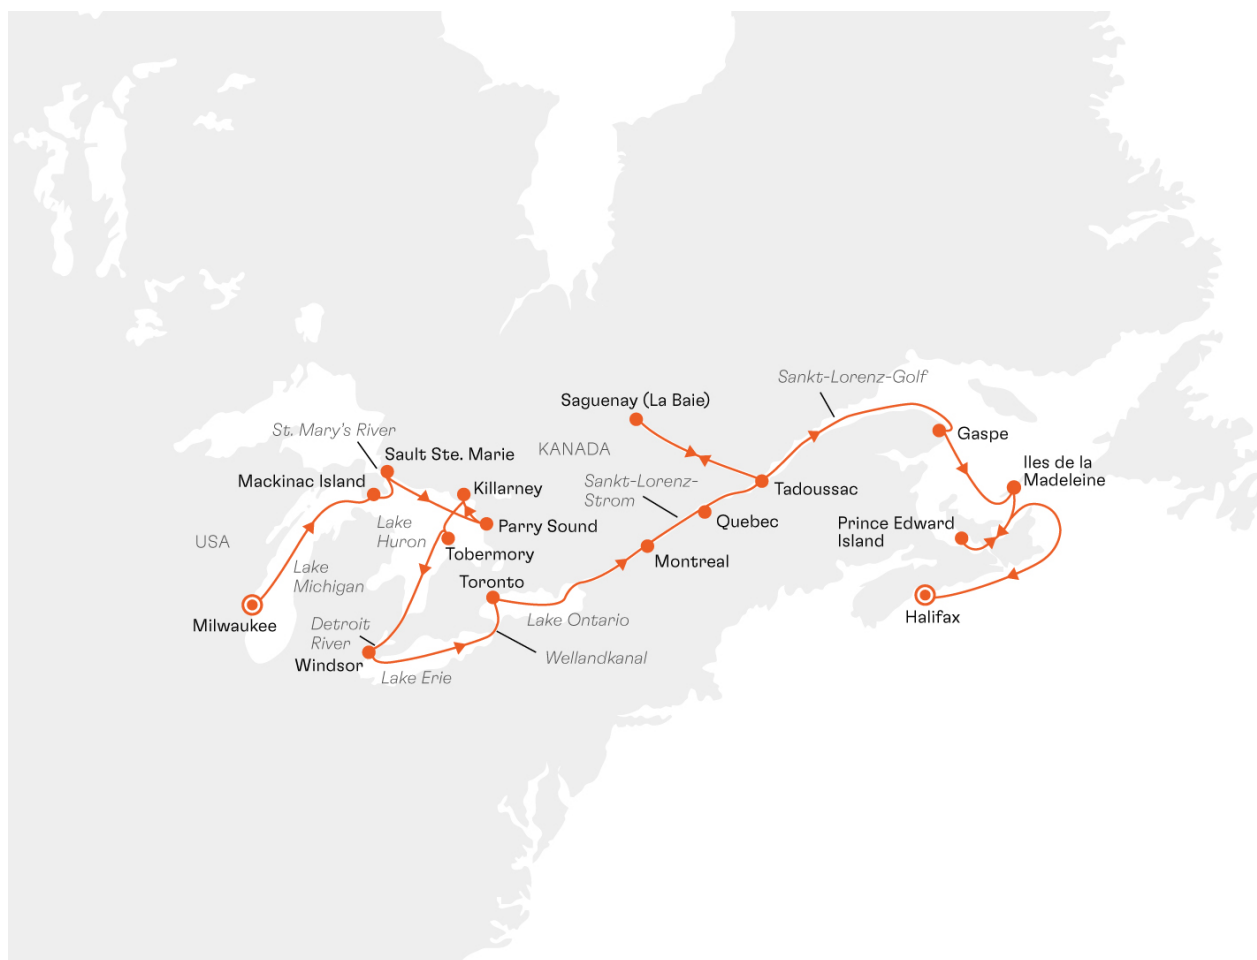 Sankt-Lorenz-Golf
Saguenay (La Baie)
St. Mary's River
Gaspe
KANADA
Sault Ste. Marie
Iles de la
Madeleine
Mackinac Island
Killarney
Sankt-Lorenz-
Strom
Tadoussac
Lake
Huron
Parry Sound
Quebec
Prince Edward
Island
USA
Tobermory
Montreal
Lake
Michigan
Toronto
Milwaukee
Detroit
River
Lake Ontario
Halifax
Windsor
Wellandkanal
Lake Erie